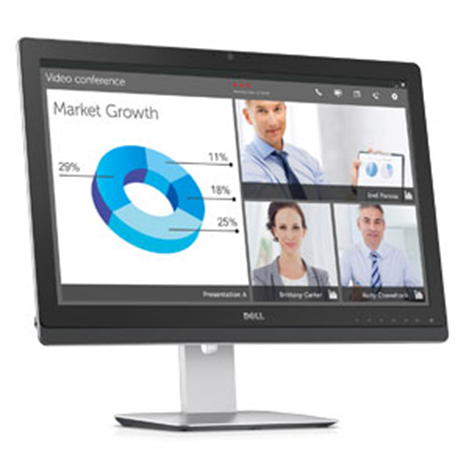 Video conference
Market Growth
29%
11%
18%
25%
Presentation A
Brittany Carter
DELL